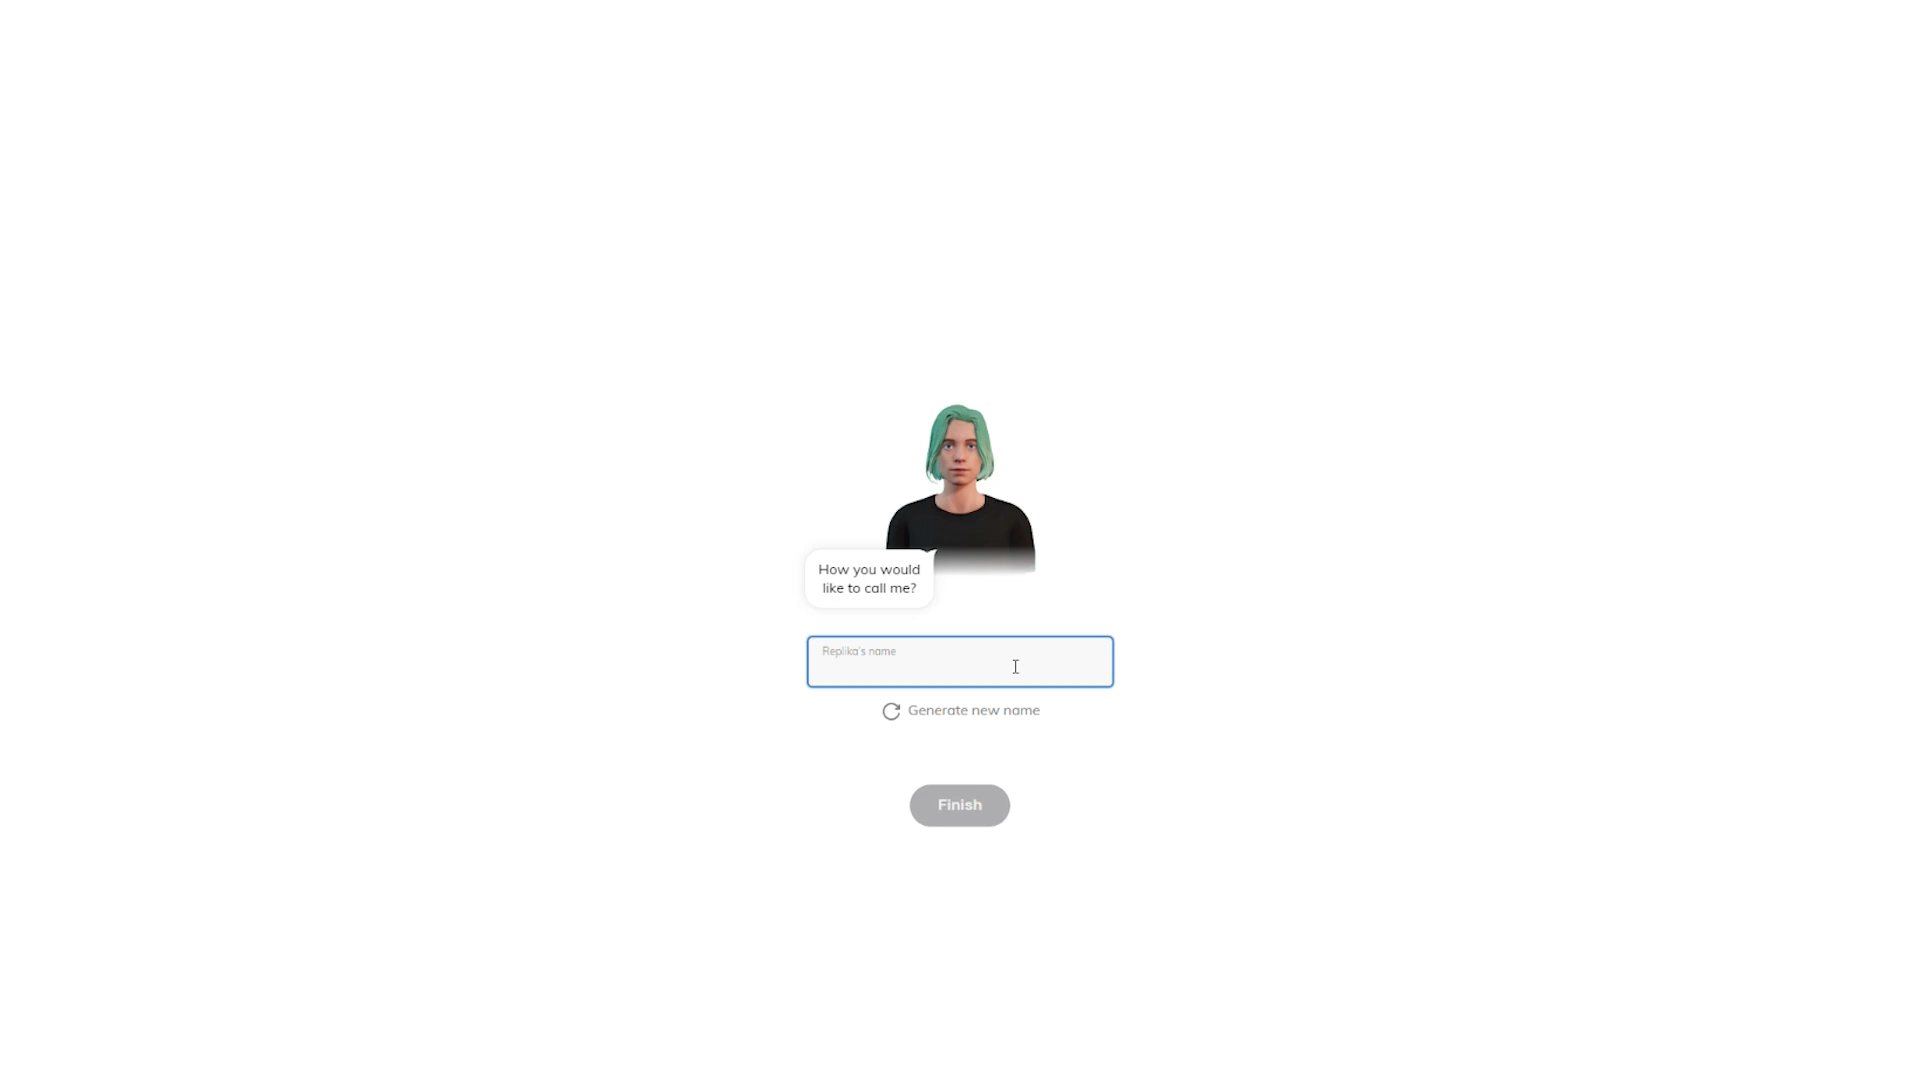 How you would
like to call me?
Replika's name
Generate new name
Finish